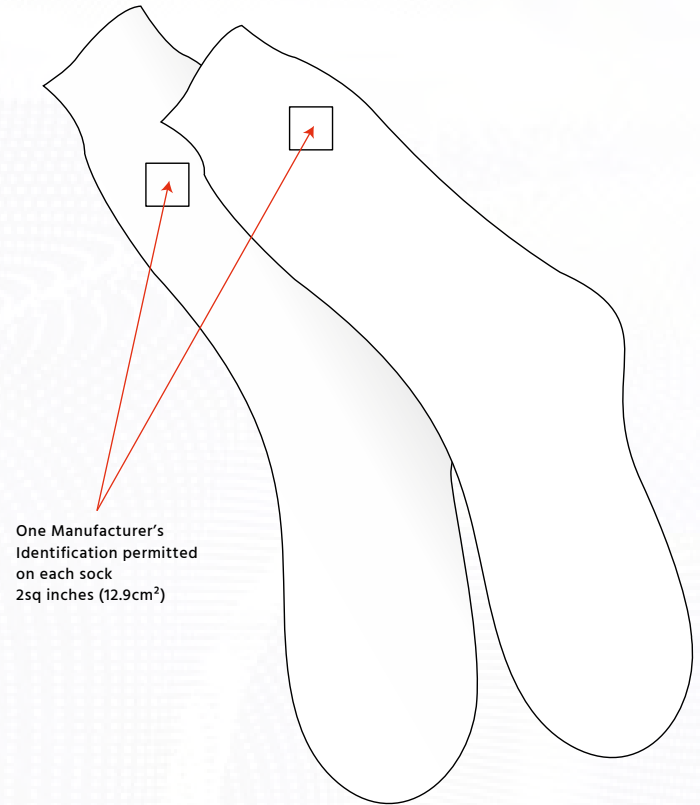 One Manufacturer’s
Identification permitted
on each sock
2sq inches (12.9cm²)